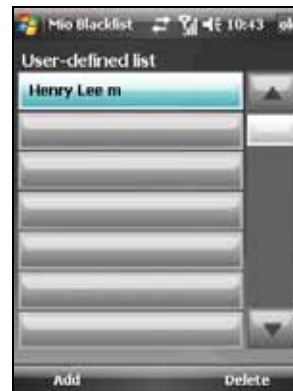 Mio Blacklist 10:43 ok
User-defined list
Henry Lee m
Add Delete